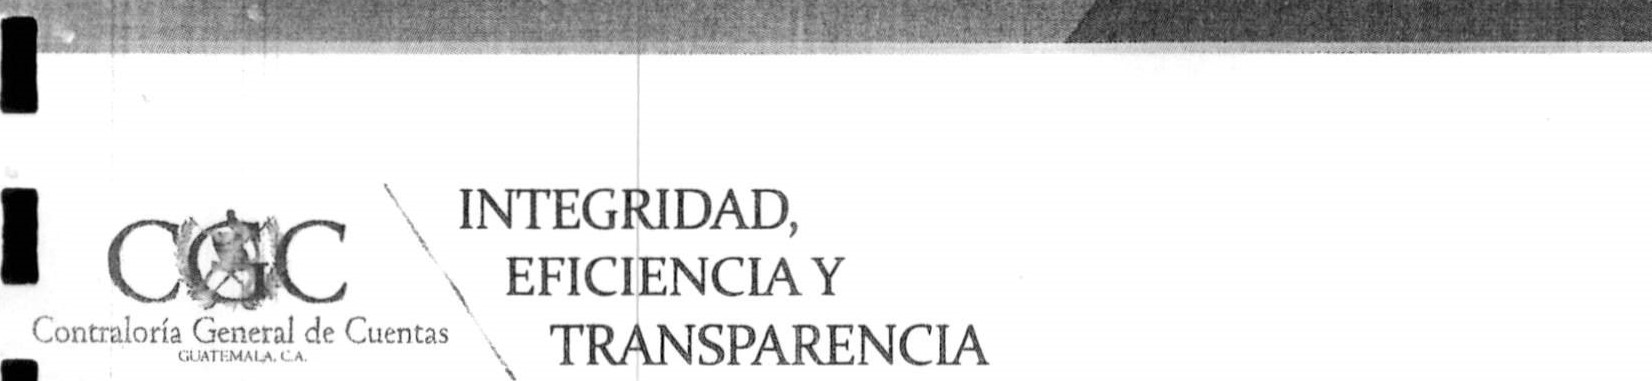 CGC
Contraloría General de Cuentas
GUATEMALA, C.A.
INTEGRIDAD,
EFICIENCIA Y
TRANSPARENCIA